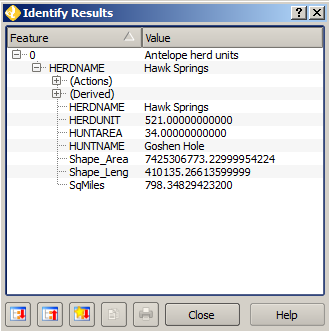 Identify Results
Feature Value
0 Antelope herd units
HERDNAME Hawk Springs
(Actions)
(Derived)
HERDNAME Hawk Springs
HERDUNIT 521.00000000000
HUNTAREA 34.00000000000
HUNTNAME Goshen Hole
Shape_Area 7425306773.22999954224
Shape_Leng 410135.26613599999
SqMiles 798.34829423200
Close Help